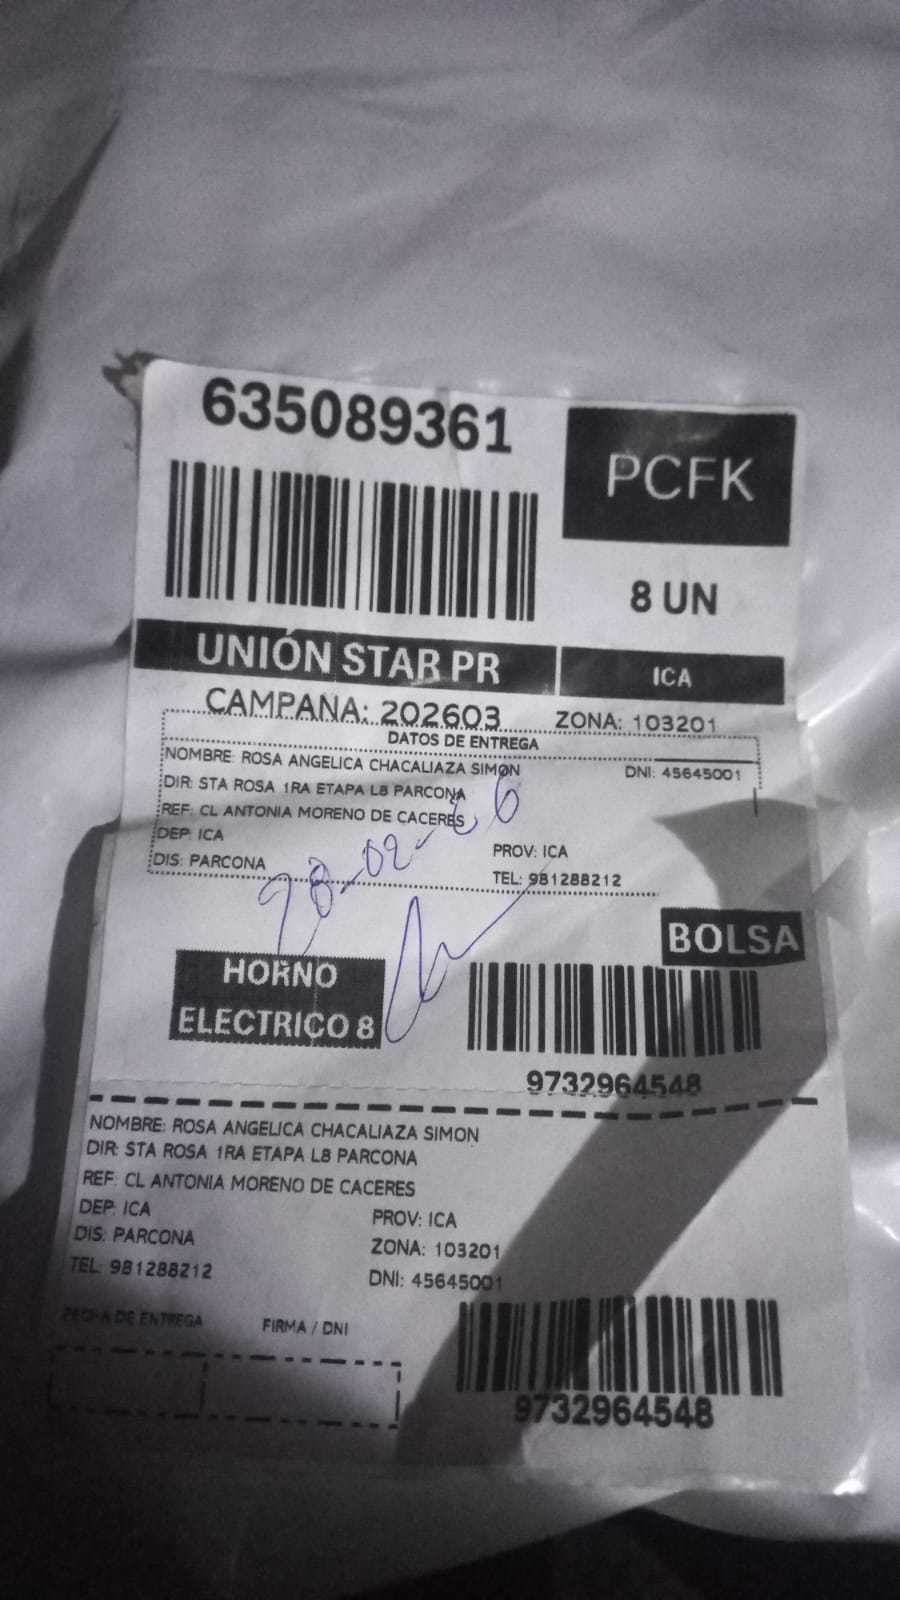 635089361
PCFK
8 UN
UNIÓN STAR PR
ICA
CAMPAÑA: 202603
ZONA: 103201
DATOS DE ENTREGA
NOMBRE: ROSA ANGELICA CHACALIAZA SIMON
DNI: 45645001
DIR: STA ROSA 1RA ETAPA L8 PARCONA
REF: CL ANTONIA MORENO DE CACERES
DEP: ICA
PROV: ICA
DIS: PARCONA
TEL: 981288212
BOLSA
HORNO
ELECTRICO 8
9732964548
NOMBRE: ROSA ANGELICA CHACALIAZA SIMON
DIR: STA ROSA 1RA ETAPA L8 PARCONA
REF: CL ANTONIA MORENO DE CACERES
DEP: ICA
PROV: ICA
DIS: PARCONA
ZONA: 103201
TEL: 981288212
DNI: 45645001
FECHA DE ENTREGA
FIRMA / DNI
9732964548